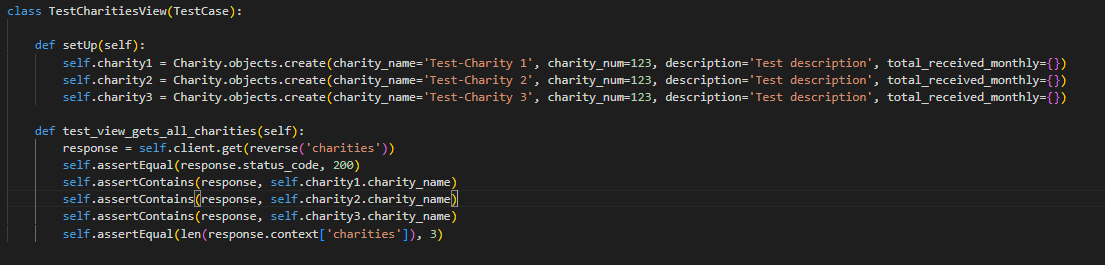 class TestCharitiesView(TestCase):
def setUp(self):
self.charity1 = Charity.objects.create(charity_name='Test-Charity 1', charity_num=123, description='Test description', total_received_monthly={})
self.charity2 = Charity.objects.create(charity_name='Test-Charity 2', charity_num=123, description='Test description', total_received_monthly={})
self.charity3 = Charity.objects.create(charity_name='Test-Charity 3', charity_num=123, description='Test description', total_received_monthly={})
def test_view_gets_all_charities(self):
response = self.client.get(reverse('charities'))
self.assertEqual(response.status_code, 200)
self.assertContains(response, self.charity1.charity_name)
self.assertContains(response, self.charity2.charity_name)
self.assertContains(response, self.charity3.charity_name)
self.assertEqual(len(response.context['charities']), 3)